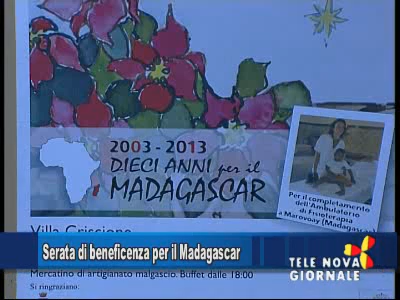 2003 - 2013
DIECI ANNI per il
MADAGASCAR
Per il completamento
dell'Ambulatorio
di Fisioterapia
a Marovoay (Madagascar)
Villa Criscione
Serata di beneficenza per il Madagascar
Mercatino di artigianato malgascio. Buffet dalle 18:00
Si ringraziano:
TELE NOVA
GIORNALE